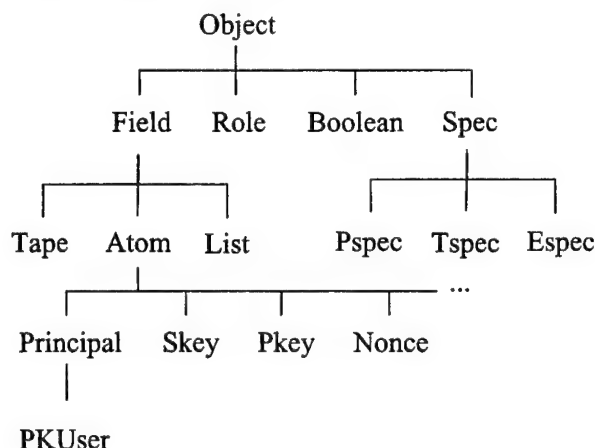 Object
Field Role Boolean Spec
Tape Atom List Pspec Tspec Espec
...
Principal Skey Pkey Nonce
PKUser